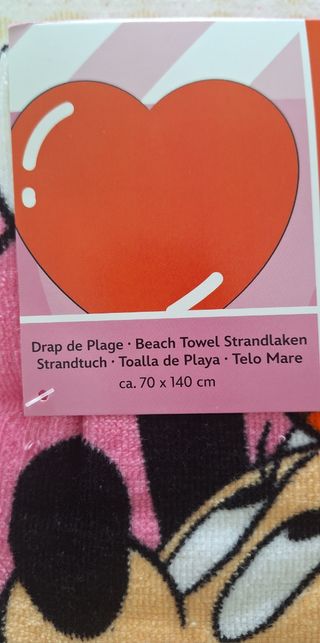 Drap de Plage · Beach Towel Strandlaken
Strandtuch · Toalla de Playa · Telo Mare
ca. 70 x 140 cm